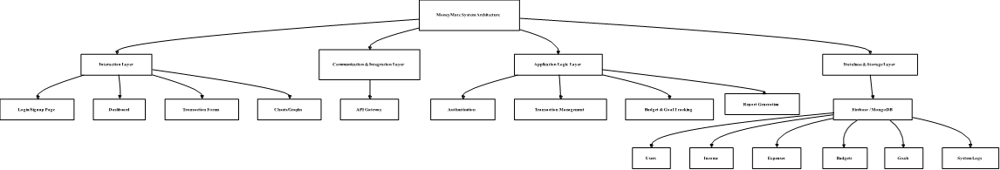 MoneyMate System Architecture
Interaction Layer
Communication & Integration Layer
Application Logic Layer
Database & Storage Layer
Login/Signup Page
Dashboard
Transaction Forms
Charts/Graphs
API Gateway
Authentication
Transaction Management
Budget & Goal Tracking
Report Generation
Firebase / MongoDB
Users
Income
Expenses
Budgets
Goals
System Logs